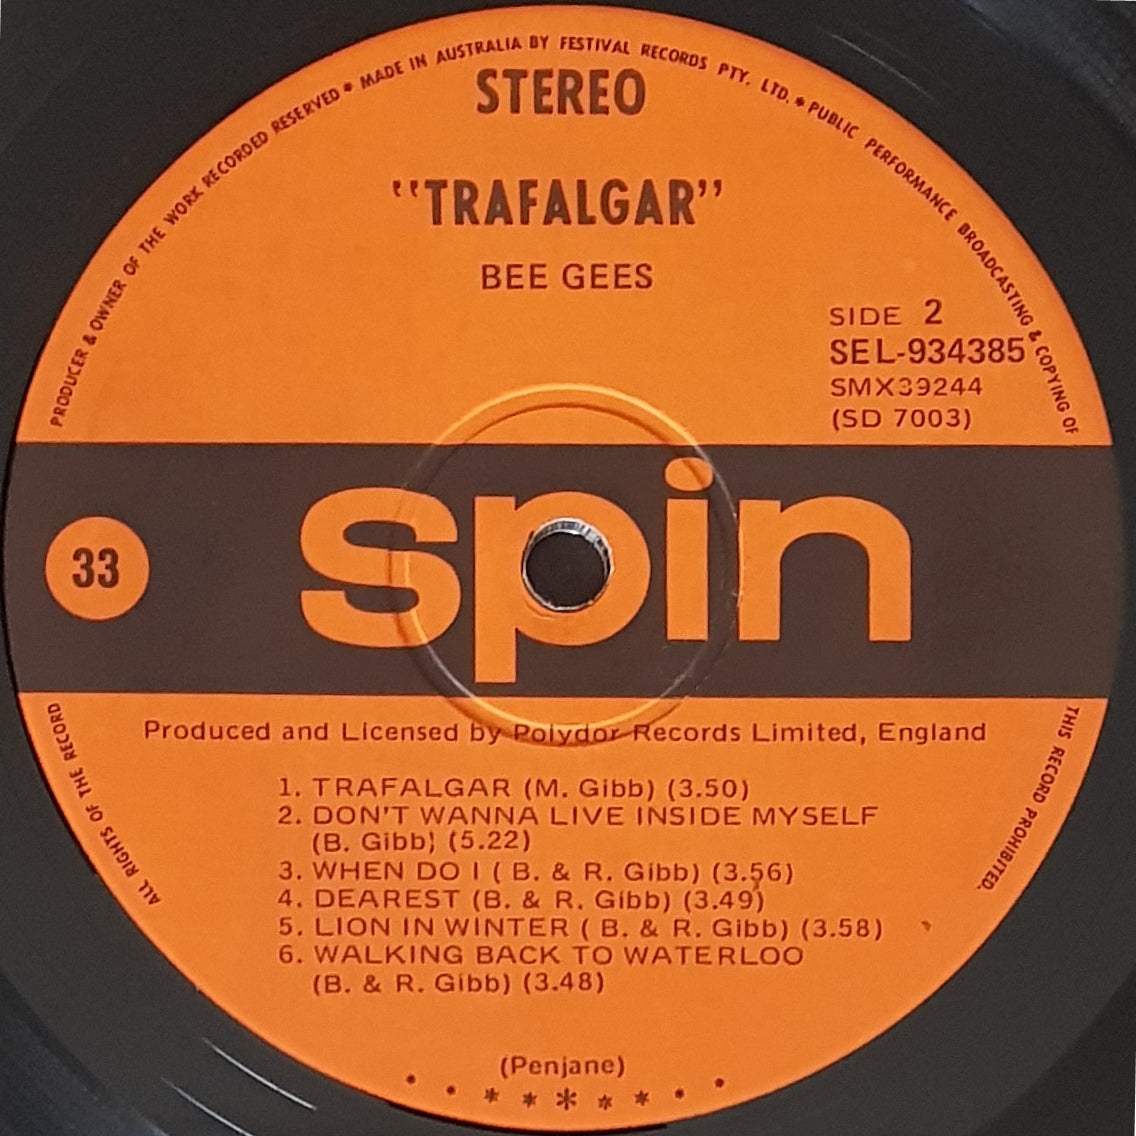 PRODUCER & OWNER OF THE WORK RECORDED RESERVED * MADE IN AUSTRALIA BY FESTIVAL RECORDS PTY. LTD. * PUBLIC PERFORMANCE BROADCASTING & COPYING OF
STEREO
"TRAFALGAR"
BEE GEES
SIDE 2
SEL-934385
SMX39244
(SD 7003)
33
spin
Produced and Licensed by Polydor Records Limited, England
1. TRAFALGAR (M. Gibb) (3.50)
2. DON'T WANNA LIVE INSIDE MYSELF
(B. Gibb) (5.22)
3. WHEN DO I ( B. & R. Gibb) (3.56)
4. DEAREST (B. & R. Gibb) (3.49)
5. LION IN WINTER ( B. & R. Gibb) (3.58)
6. WALKING BACK TO WATERLOO
(B. & R. Gibb) (3.48)
(Penjane)
THIS RECORD PROHIBITED.
ALL RIGHTS OF THE RECORD